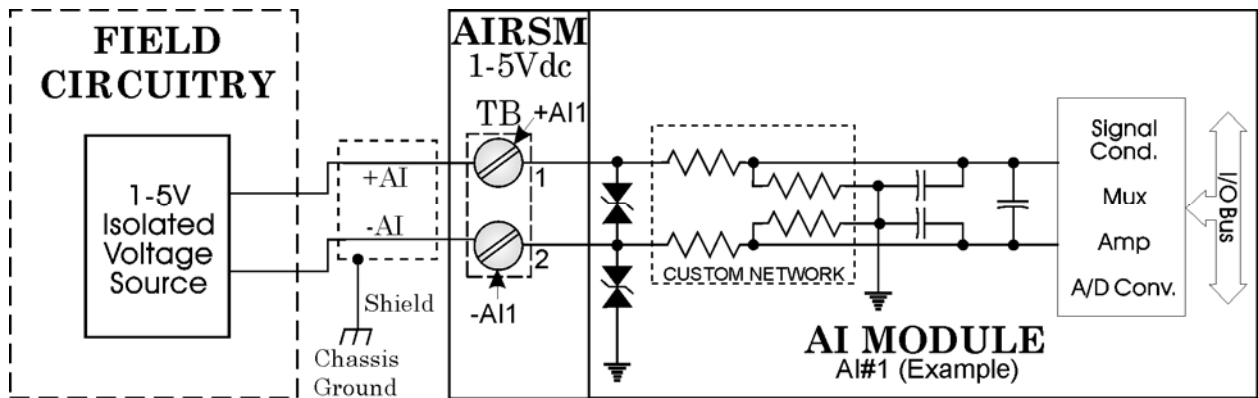 FIELD
CIRCUITRY
1-5V
Isolated
Voltage
Source
+AI
-AI
Shield
Chassis
Ground
AIRSM
1-5Vdc
TB
+AI1
1
2
-AI1
CUSTOM NETWORK
Signal
Cond.
Mux
Amp
A/D Conv.
I/O Bus
AI MODULE
AI#1 (Example)